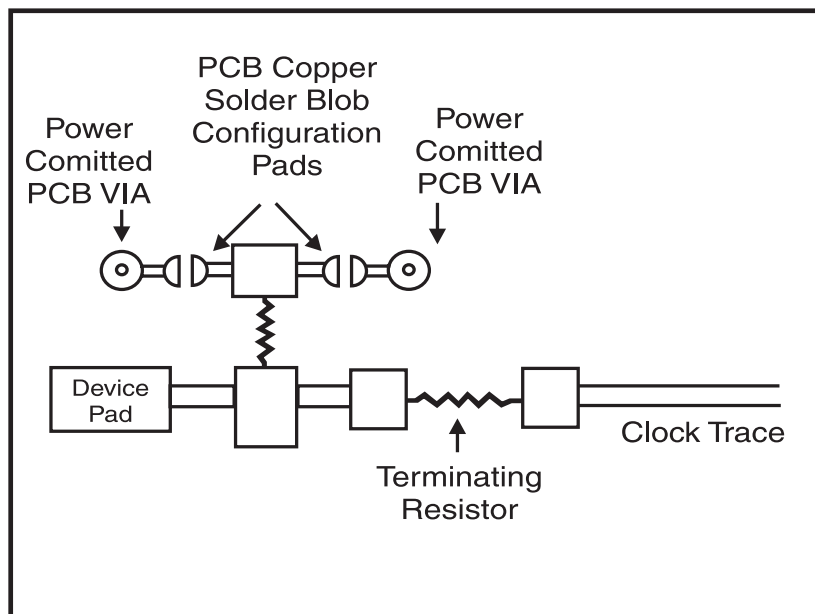 PCB Copper
Solder Blob
Configuration
Pads
Power
Comitted
PCB VIA
Power
Comitted
PCB VIA
Device
Pad
Clock Trace
Terminating
Resistor